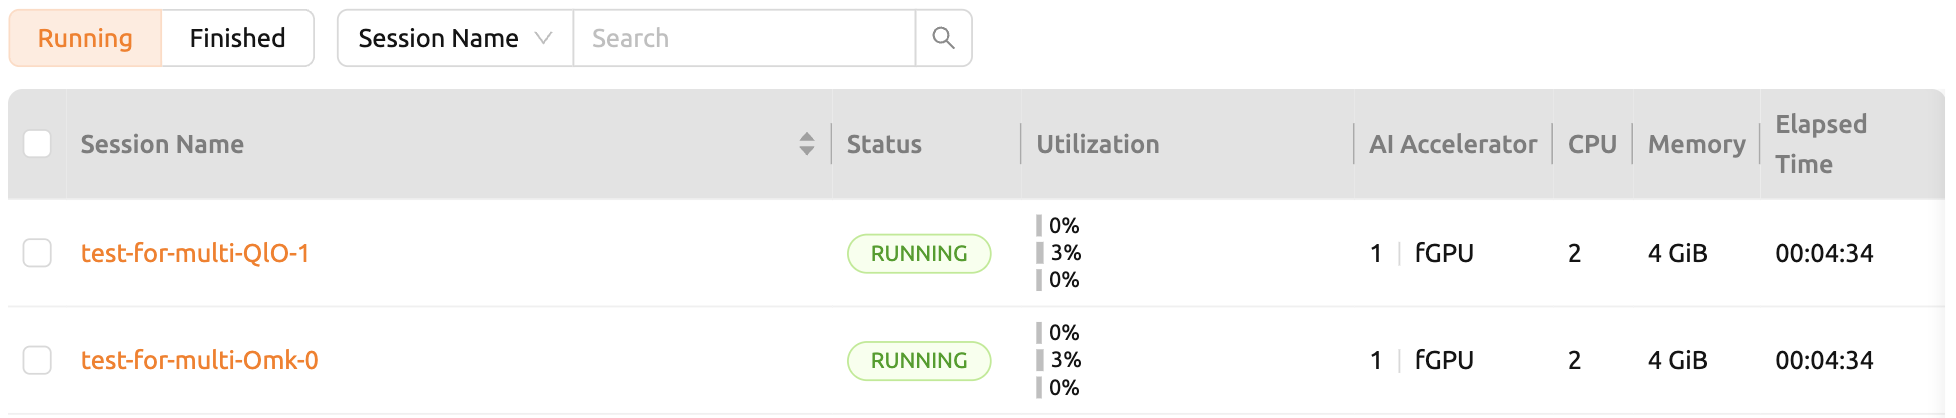 Running Finished Session Name Search
Session Name Status Utilization AI Accelerator CPU Memory Elapsed Time
test-for-multi-QlO-1 RUNNING 0% 3% 0% 1 fGPU 2 4 GiB 00:04:34
test-for-multi-Omk-0 RUNNING 0% 3% 0% 1 fGPU 2 4 GiB 00:04:34